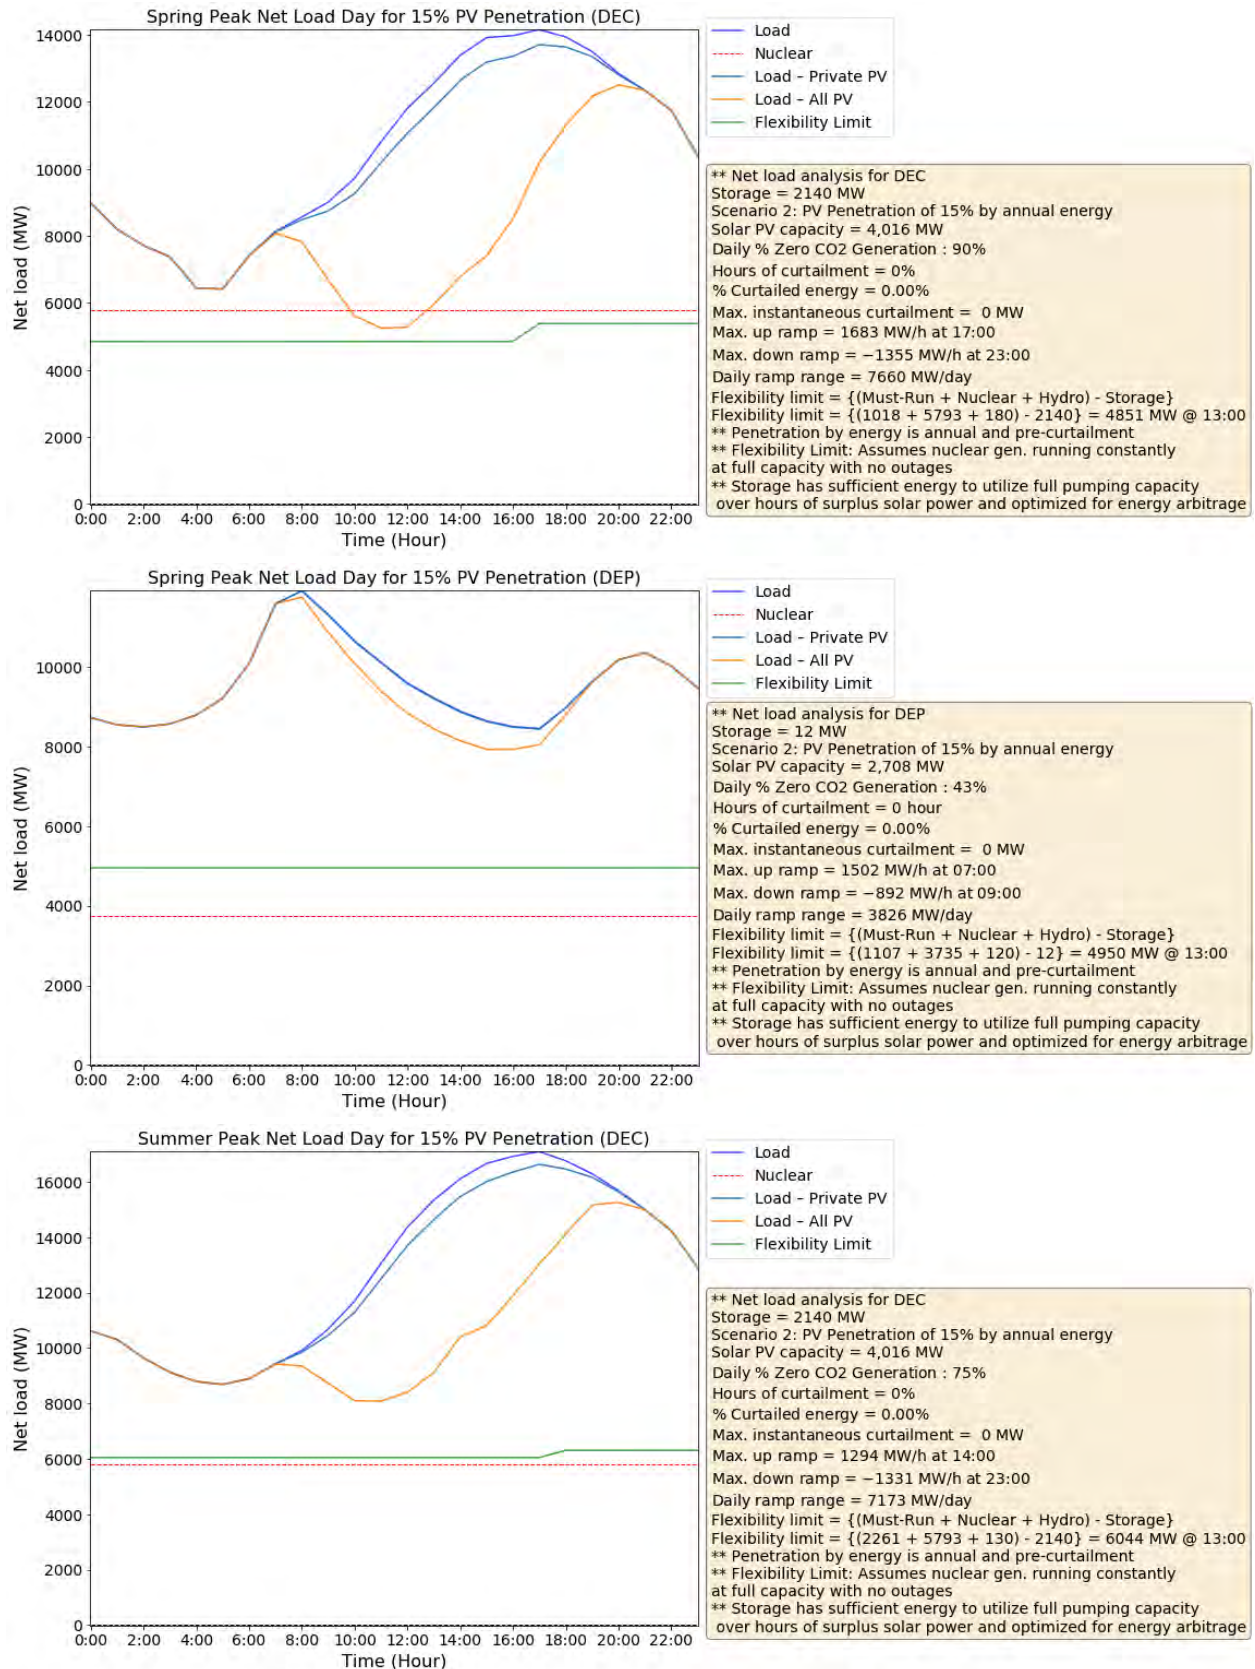 Spring Peak Net Load Day for 15% PV Penetration (DEC)
14000
12000
10000
8000
6000
4000
2000
0
Net load (MW)
0:00 2:00 4:00 6:00 8:00 10:00 12:00 14:00 16:00 18:00 20:00 22:00
Time (Hour)
Load
Nuclear
Load – Private PV
Load – All PV
Flexibility Limit
** Net load analysis for DEC
Storage = 2140 MW
Scenario 2: PV Penetration of 15% by annual energy
Solar PV capacity = 4,016 MW
Daily % Zero CO2 Generation : 90%
Hours of curtailment = 0%
% Curtailed energy = 0.00%
Max. instantaneous curtailment = 0 MW
Max. up ramp = 1683 MW/h at 17:00
Max. down ramp = −1355 MW/h at 23:00
Daily ramp range = 7660 MW/day
Flexibility limit = {(Must-Run + Nuclear + Hydro) - Storage}
Flexibility limit = {(1018 + 5793 + 180) - 2140} = 4851 MW @ 13:00
** Penetration by energy is annual and pre-curtailment
** Flexibility Limit: Assumes nuclear gen. running constantly
at full capacity with no outages
** Storage has sufficient energy to utilize full pumping capacity
over hours of surplus solar power and optimized for energy arbitrage
Spring Peak Net Load Day for 15% PV Penetration (DEP)
10000
8000
6000
4000
2000
0
Net load (MW)
0:00 2:00 4:00 6:00 8:00 10:00 12:00 14:00 16:00 18:00 20:00 22:00
Time (Hour)
Load
Nuclear
Load – Private PV
Load – All PV
Flexibility Limit
** Net load analysis for DEP
Storage = 12 MW
Scenario 2: PV Penetration of 15% by annual energy
Solar PV capacity = 2,708 MW
Daily % Zero CO2 Generation : 43%
Hours of curtailment = 0 hour
% Curtailed energy = 0.00%
Max. instantaneous curtailment = 0 MW
Max. up ramp = 1502 MW/h at 07:00
Max. down ramp = −892 MW/h at 09:00
Daily ramp range = 3826 MW/day
Flexibility limit = {(Must-Run + Nuclear + Hydro) - Storage}
Flexibility limit = {(1107 + 3735 + 120) - 12} = 4950 MW @ 13:00
** Penetration by energy is annual and pre-curtailment
** Flexibility Limit: Assumes nuclear gen. running constantly
at full capacity with no outages
** Storage has sufficient energy to utilize full pumping capacity
over hours of surplus solar power and optimized for energy arbitrage
Summer Peak Net Load Day for 15% PV Penetration (DEC)
16000
14000
12000
10000
8000
6000
4000
2000
0
Net load (MW)
0:00 2:00 4:00 6:00 8:00 10:00 12:00 14:00 16:00 18:00 20:00 22:00
Time (Hour)
Load
Nuclear
Load – Private PV
Load – All PV
Flexibility Limit
** Net load analysis for DEC
Storage = 2140 MW
Scenario 2: PV Penetration of 15% by annual energy
Solar PV capacity = 4,016 MW
Daily % Zero CO2 Generation : 75%
Hours of curtailment = 0%
% Curtailed energy = 0.00%
Max. instantaneous curtailment = 0 MW
Max. up ramp = 1294 MW/h at 14:00
Max. down ramp = −1331 MW/h at 23:00
Daily ramp range = 7173 MW/day
Flexibility limit = {(Must-Run + Nuclear + Hydro) - Storage}
Flexibility limit = {(2261 + 5793 + 130) - 2140} = 6044 MW @ 13:00
** Penetration by energy is annual and pre-curtailment
** Flexibility Limit: Assumes nuclear gen. running constantly
at full capacity with no outages
** Storage has sufficient energy to utilize full pumping capacity
over hours of surplus solar power and optimized for energy arbitrage